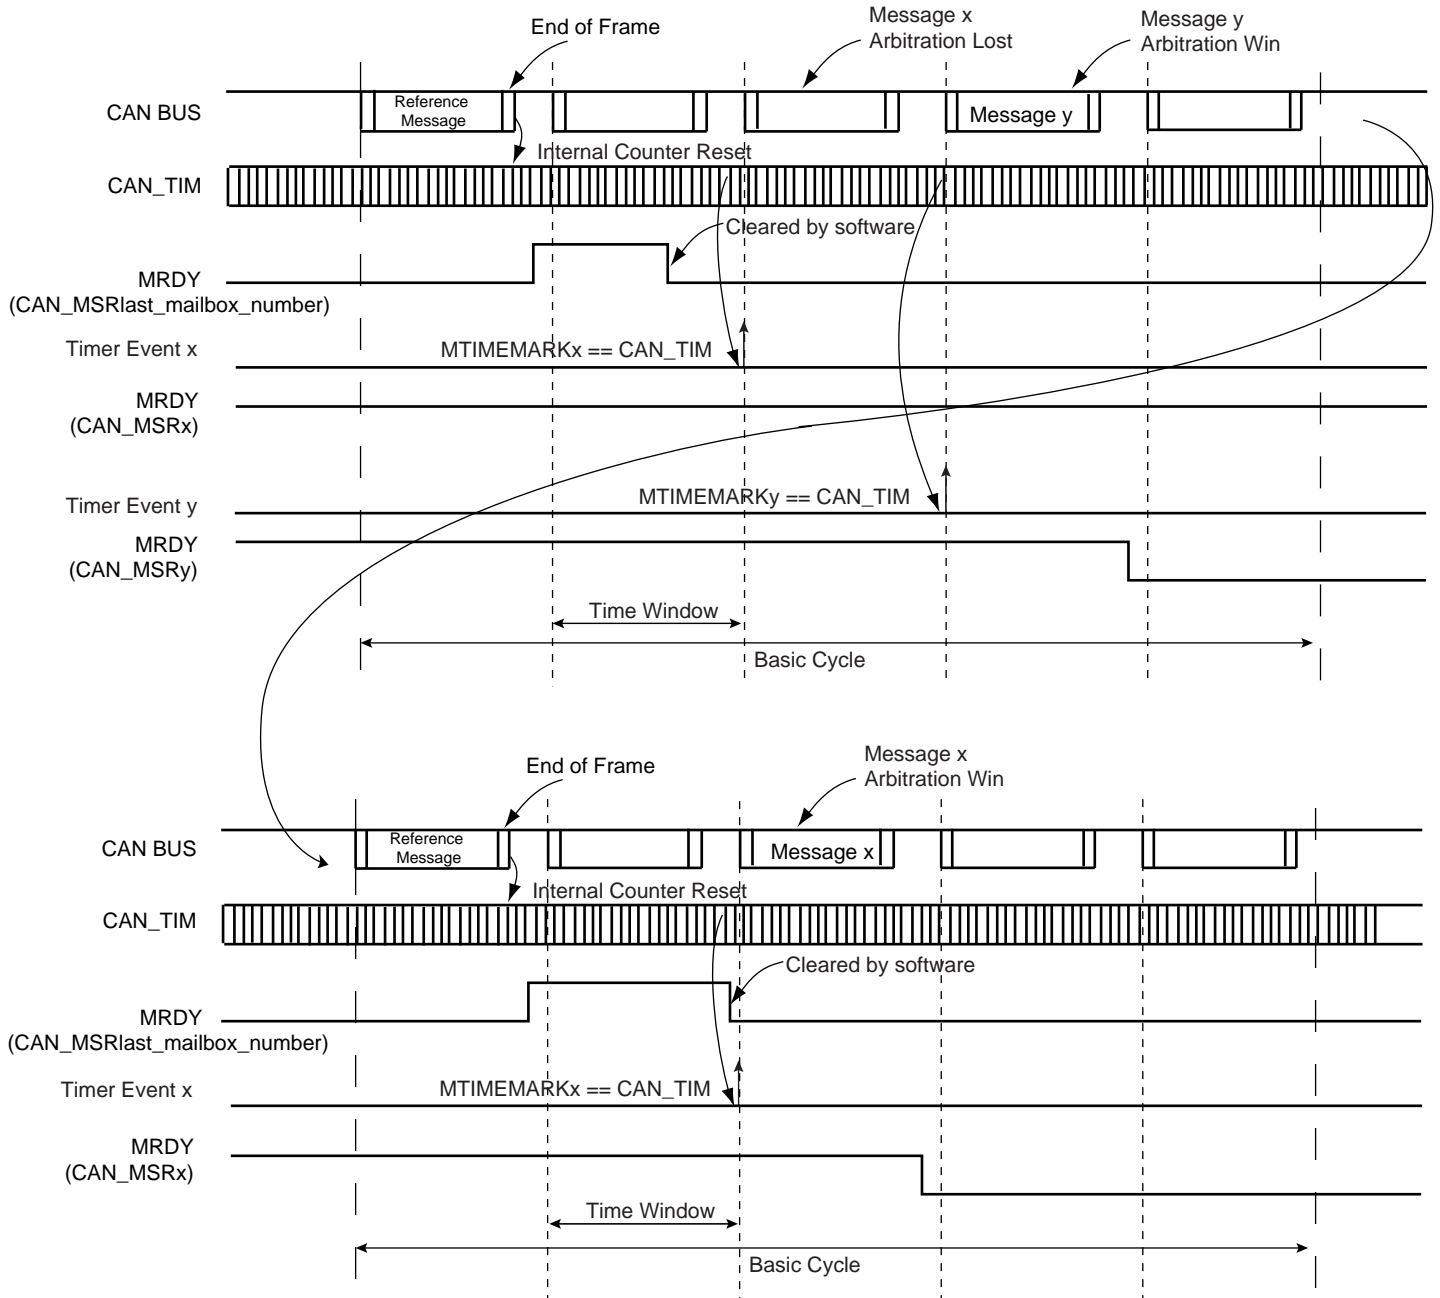 End of Frame
Message x
Arbitration Lost
Message y
Arbitration Win
CAN BUS
Reference
Message
Message y
Internal Counter Reset
CAN_TIM
Cleared by software
MRDY
(CAN_MSRlast_mailbox_number)
Timer Event x
MTIMEMARKx == CAN_TIM
MRDY
(CAN_MSRx)
Timer Event y
MTIMEMARKy == CAN_TIM
MRDY
(CAN_MSRy)
Time Window
Basic Cycle
End of Frame
Message x
Arbitration Win
CAN BUS
Reference
Message
Message x
Internal Counter Reset
CAN_TIM
Cleared by software
MRDY
(CAN_MSRlast_mailbox_number)
Timer Event x
MTIMEMARKx == CAN_TIM
MRDY
(CAN_MSRx)
Time Window
Basic Cycle